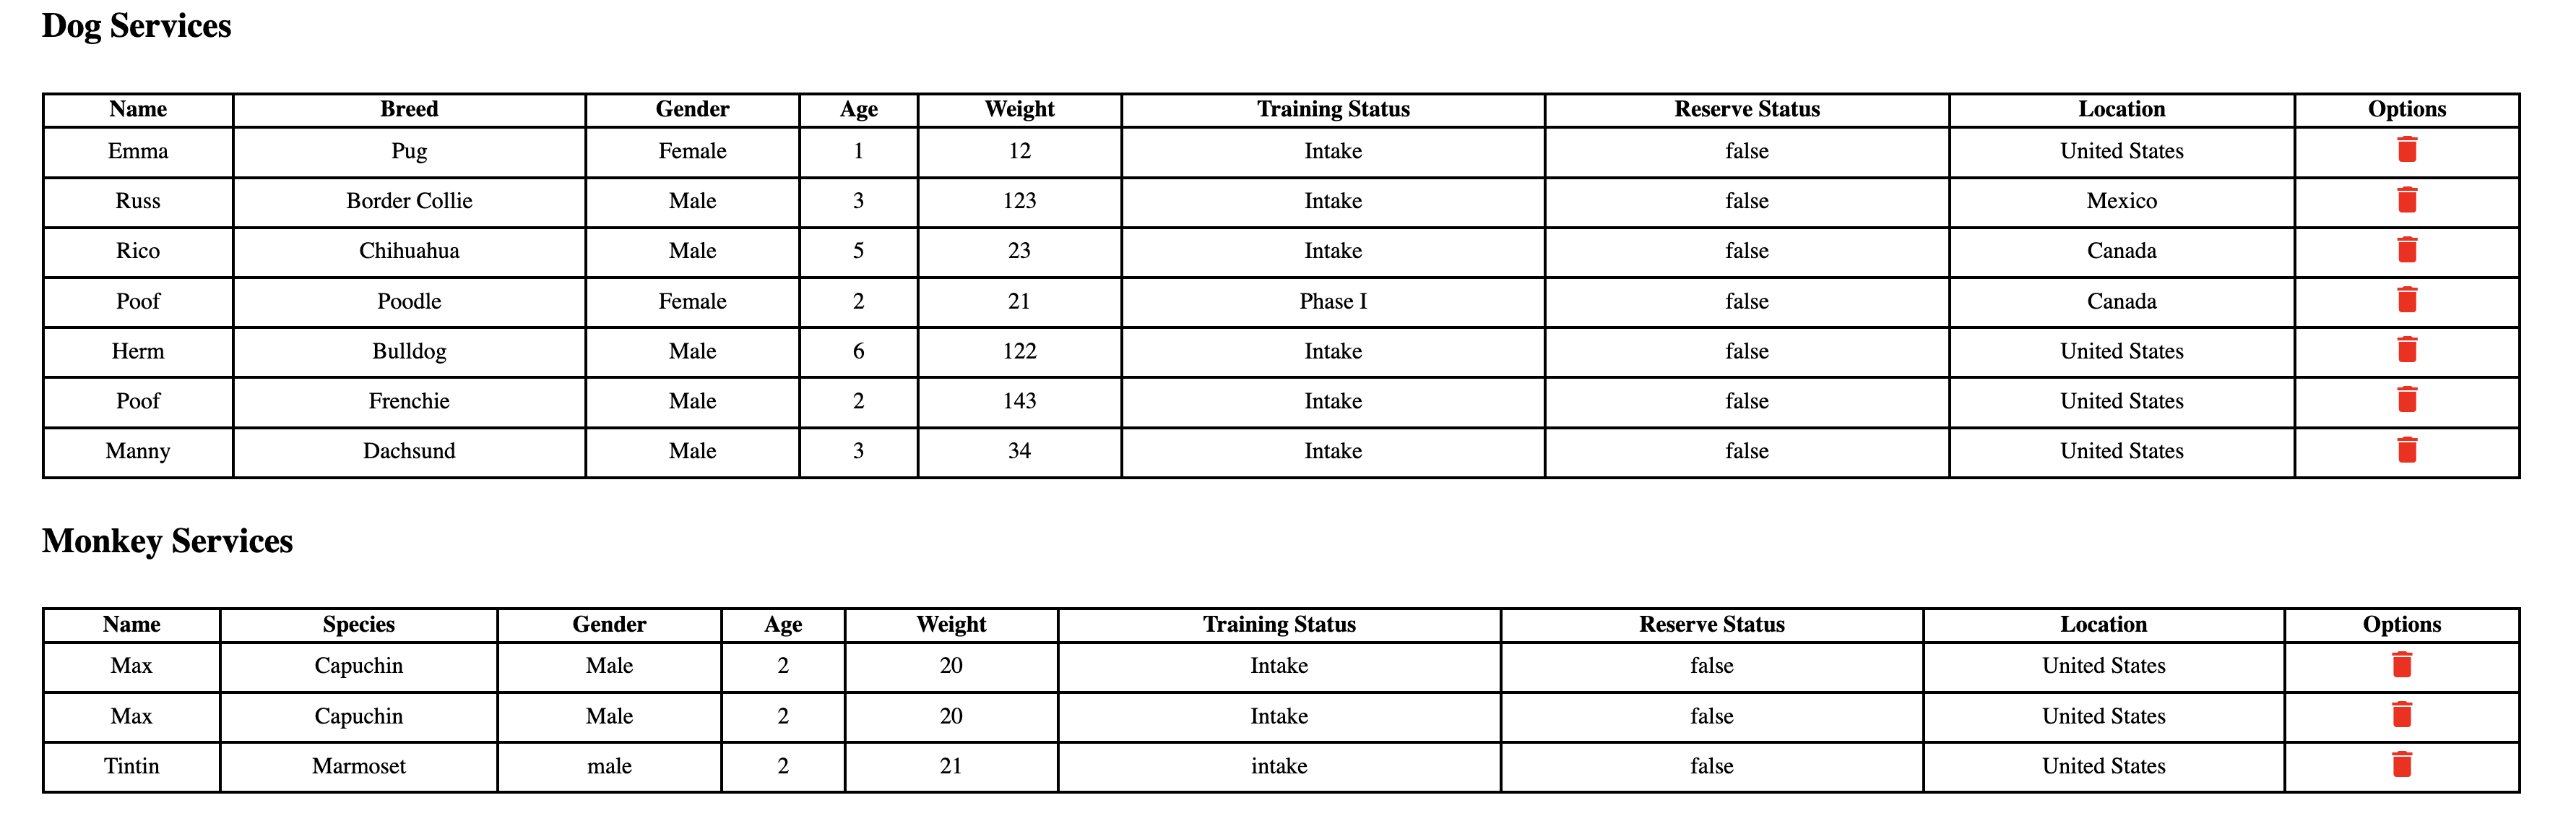 Dog Services
Name Breed Gender Age Weight Training Status Reserve Status Location Options
Emma Pug Female 1 12 Intake false United States
Russ Border Collie Male 3 123 Intake false Mexico
Rico Chihuahua Male 5 23 Intake false Canada
Poof Poodle Female 2 21 Phase I false Canada
Herm Bulldog Male 6 122 Intake false United States
Poof Frenchie Male 2 143 Intake false United States
Manny Dachsund Male 3 34 Intake false United States
Monkey Services
Name Species Gender Age Weight Training Status Reserve Status Location Options
Max Capuchin Male 2 20 Intake false United States
Max Capuchin Male 2 20 Intake false United States
Tintin Marmoset male 2 21 intake false United States